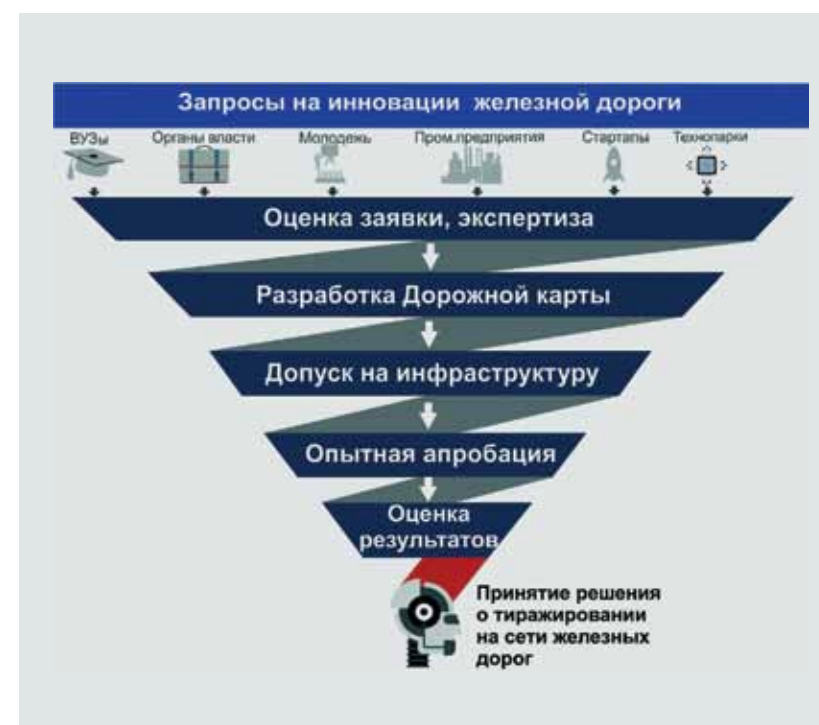 Запросы на инновации железной дороги
ВУЗы Органы власти Молодежь Пром.предприятия Стартапы Технопарки
Оценка заявки, экспертиза
Разработка Дорожной карты
Допуск на инфраструктуру
Опытная апробация
Оценка
результатов
Принятие решения
о тиражировании
на сети железных
дорог